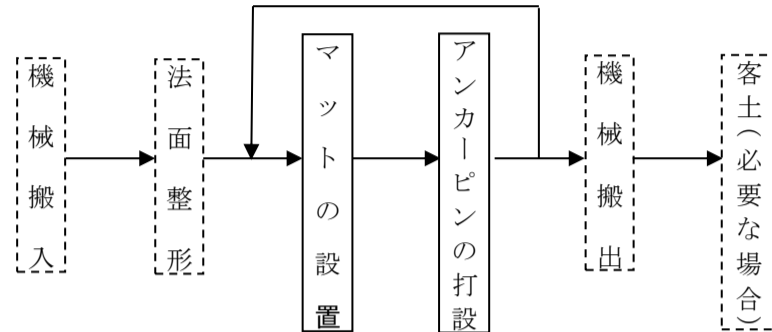 機械搬入
法面整形
マットの設置
アンカーピンの打設
機械搬出
客土(必要な場合)